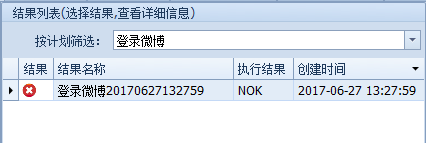 结果列表(选择结果,查看详细信息)
按计划筛选： 登录微博
结果 结果名称 执行结果 创建时间
登录微博20170627132759 NOK 2017-06-27 13:27:59